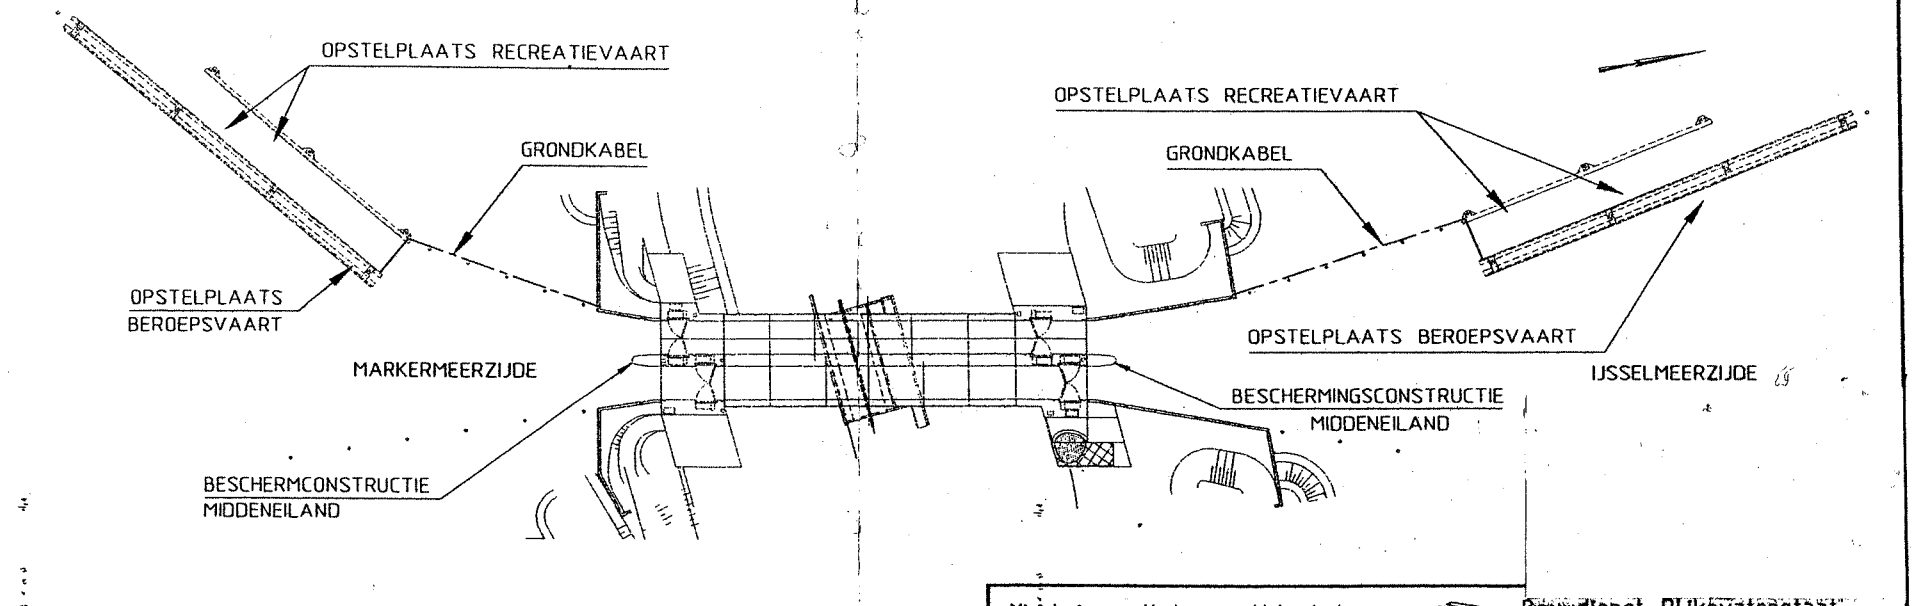 OPSTELPLAATS RECREATIEVAART
GRONDKABEL
OPSTELPLAATS
BEROEPSVAART
MARKERMEERZIJDE
BESCHERMCONSTRUCTIE
MIDDENEILAND
OPSTELPLAATS RECREATIEVAART
GRONDKABEL
OPSTELPLAATS BEROEPSVAART
IJSSELMEERZIJDE
BESCHERMINGSCONSTRUCTIE
MIDDENEILAND